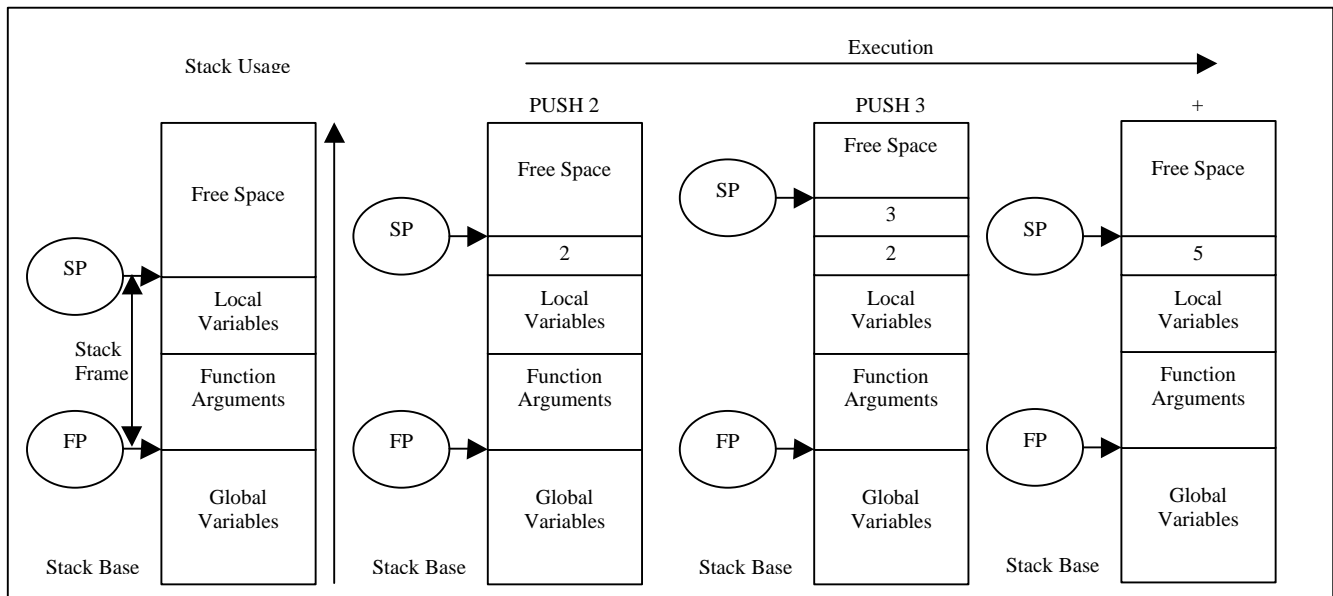 Execution
Stack Usage
PUSH 2
PUSH 3
+
Free Space
SP
Local
Variables
Stack
Frame
Function
Arguments
FP
Global
Variables
Stack Base
Free Space
SP
2
Local
Variables
Function
Arguments
FP
Global
Variables
Stack Base
Free Space
SP
3
2
Local
Variables
Function
Arguments
FP
Global
Variables
Stack Base
Free Space
SP
5
Local
Variables
Function
Arguments
FP
Global
Variables
Stack Base